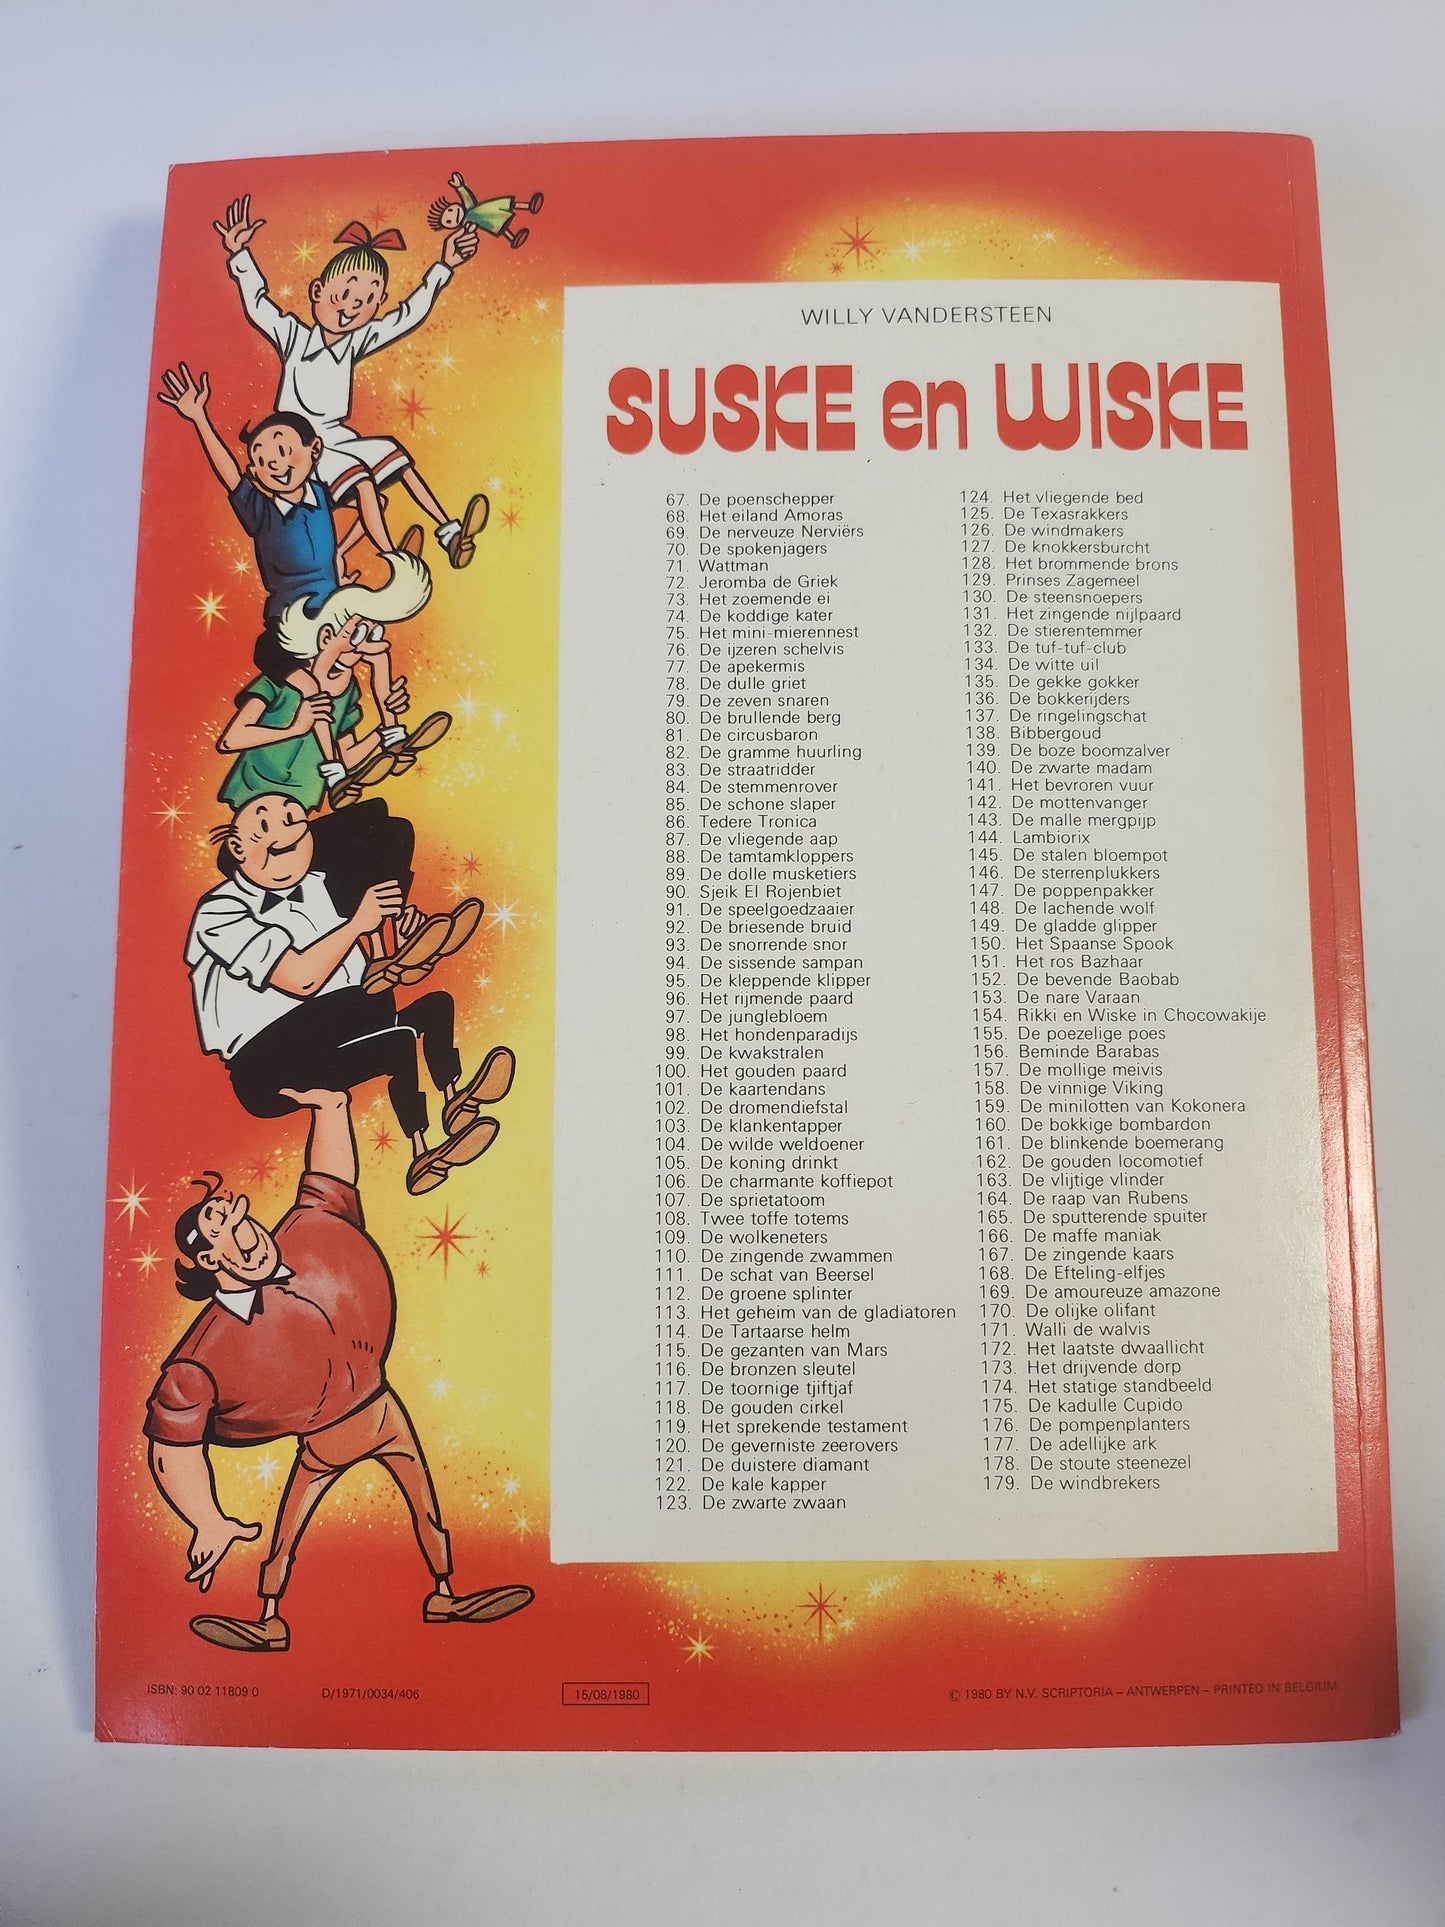 WILLY VANDERSTEEN
SUSKE en WISKE
67. De poenschepper
68. Het eiland Amoras
69. De nerveuze Nerviërs
70. De spokenjagers
71. Wattman
72. Jeromba de Griek
73. Het zoemende ei
74. De koddige kater
75. Het mini-mierennest
76. De ijzeren schelvis
77. De apekermis
78. De dulle griet
79. De zeven snaren
80. De brullende berg
81. De circusbaron
82. De gramme huurling
83. De straatridder
84. De stemmenrover
85. De schone slaper
86. Tedere Tronica
87. De vliegende aap
88. De tamtamkloppers
89. De dolle musketiers
90. Sjeik El Rojenbiet
91. De speelgoedzaaier
92. De briesende bruid
93. De snorrende snor
94. De sissende sampan
95. De kleppende klipper
96. Het rijmende paard
97. De junglebloem
98. Het hondenparadijs
99. De kwakstralen
100. Het gouden paard
101. De kaartendans
102. De dromendiefstal
103. De klankentapper
104. De wilde weldoener
105. De koning drinkt
106. De charmante koffiepot
107. De sprietatoom
108. Twee toffe totems
109. De wolkeneters
110. De zingende zwammen
111. De schat van Beersel
112. De groene splinter
113. Het geheim van de gladiatoren
114. De Tartaarse helm
115. De gezanten van Mars
116. De bronzen sleutel
117. De toornige tjiftjaf
118. De gouden cirkel
119. Het sprekende testament
120. De geverniste zeerovers
121. De duistere diamant
122. De kale kapper
123. De zwarte zwaan
124. Het vliegende bed
125. De Texasrakkers
126. De windmakers
127. De knokkersburcht
128. Het brommende brons
129. Prinses Zagemeel
130. De steensnoepers
131. Het zingende nijlpaard
132. De stierentemmer
133. De tuf-tuf-club
134. De witte uil
135. De gekke gokker
136. De bokkerijders
137. De ringelingschat
138. Bibbergoud
139. De boze boomzalver
140. De zwarte madam
141. Het bevroren vuur
142. De mottenvanger
143. De malle mergpijp
144. Lambiorix
145. De stalen bloempot
146. De sterrenplukkers
147. De poppenpakker
148. De lachende wolf
149. De gladde glipper
150. Het Spaanse Spook
151. Het ros Bazhaar
152. De bevende Baobab
153. De nare Varaan
154. Rikki en Wiske in Chocowakije
155. De poezelige poes
156. Beminde Barabas
157. De mollige meivis
158. De vinnige Viking
159. De minilotten van Kokonera
160. De bokkige bombardon
161. De blinkende boemerang
162. De gouden locomotief
163. De vlijtige vlinder
164. De raap van Rubens
165. De sputterende spuiter
166. De maffe maniak
167. De zingende kaars
168. De Efteling-elfjes
169. De amoureuze amazone
170. De olijke olifant
171. Walli de walvis
172. Het laatste dwaallicht
173. Het drijvende dorp
174. Het statige standbeeld
175. De kadulle Cupido
176. De pompenplanters
177. De adellijke ark
178. De stoute steenezel
179. De windbrekers
ISBN: 90 02 11809 0
D/1971/0034/406
15/08/1980
© 1980 BY N.V. SCRIPTORIA – ANTWERPEN – PRINTED IN BELGIUM